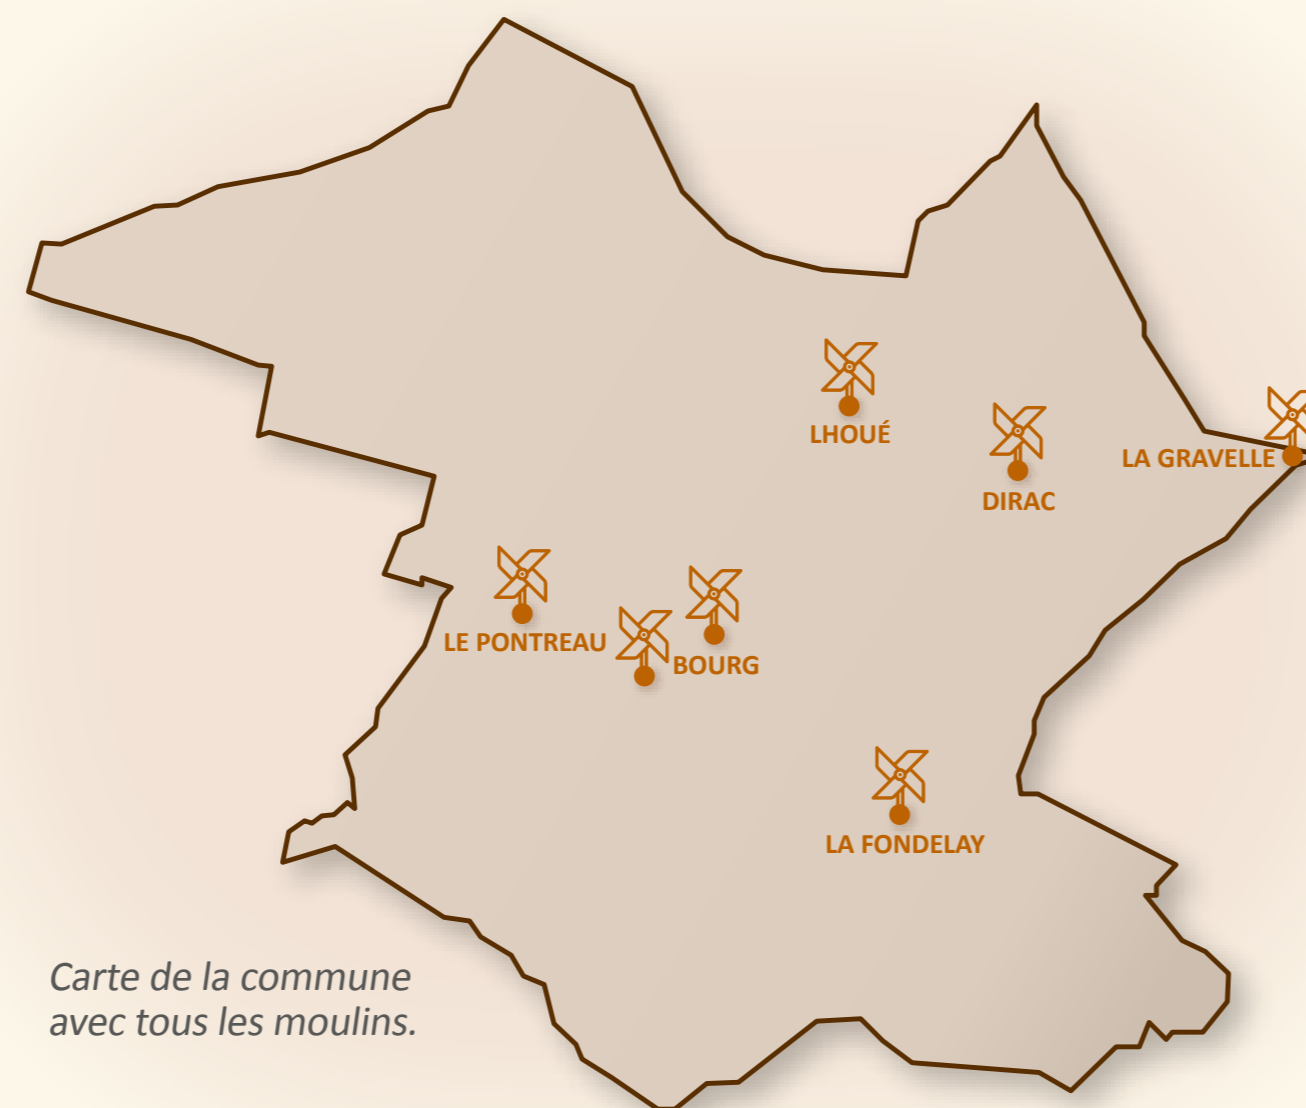 LHOUÉ
DIRAC
LA GRAVELLE
LE PONTREAU
BOURG
LA FONDELAY
Carte de la commune
avec tous les moulins.